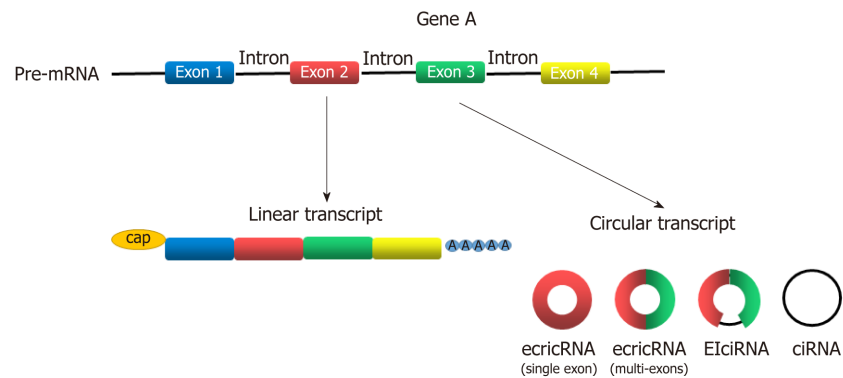 Gene A
Intron Intron Intron
Pre-mRNA Exon 1 Exon 2 Exon 3 Exon 4
Linear transcript
Circular transcript
cap A A A A A
ecricRNA ecricRNA EIciRNA ciRNA
(single exon) (multi-exons)